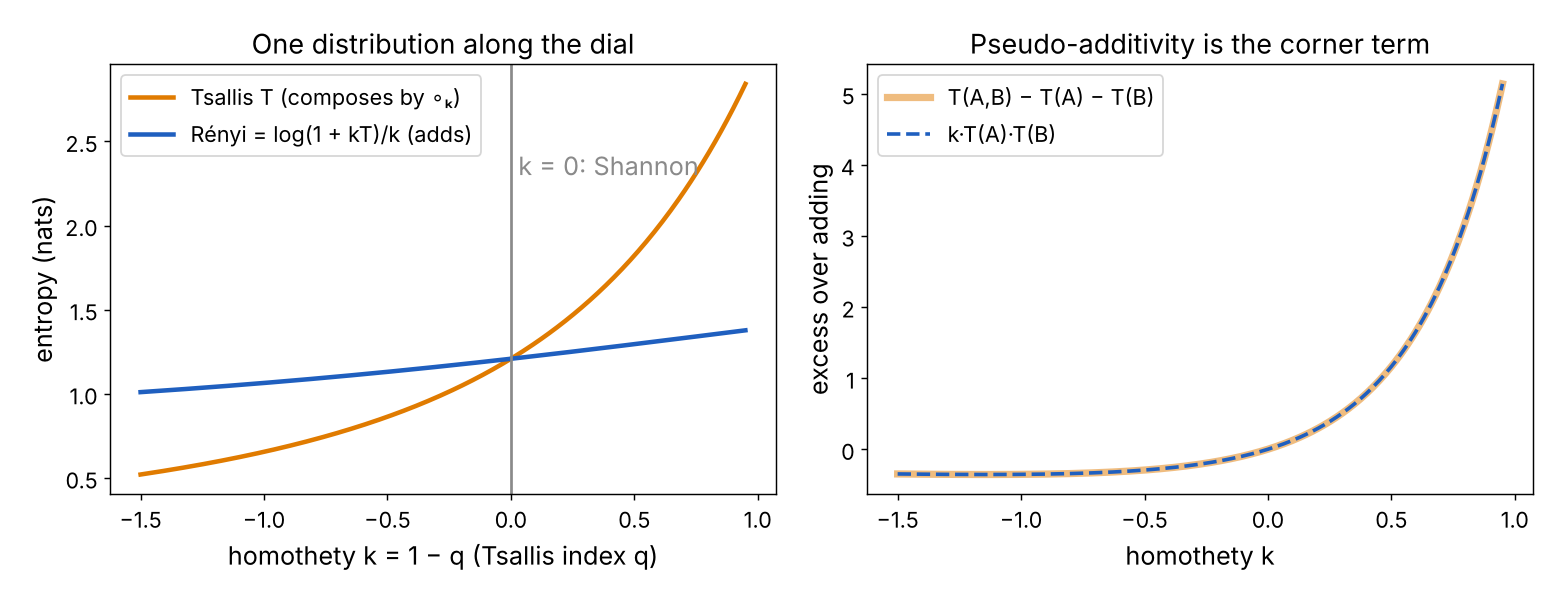 One distribution along the dial
Tsallis T (composes by ∘ₖ)
Rényi = log(1 + kT)/k (adds)
k = 0: Shannon
entropy (nats)
2.5
2.0
1.5
1.0
0.5
−1.5 −1.0 −0.5 0.0 0.5 1.0
homothety k = 1 − q (Tsallis index q)
Pseudo-additivity is the corner term
T(A,B) − T(A) − T(B)
k·T(A)·T(B)
excess over adding
5
4
3
2
1
0
−1.5 −1.0 −0.5 0.0 0.5 1.0
homothety k